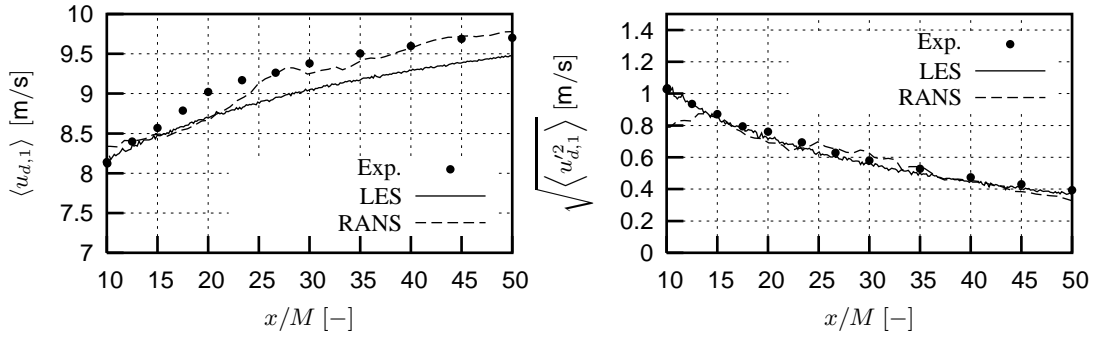 10
9.5
9
8.5
8
7.5
7
⟨u_{d,1}⟩ [m/s]
Exp.
LES
RANS
10 15 20 25 30 35 40 45 50
x/M [−]
1.4
1.2
1
0.8
0.6
0.4
0.2
0
√⟨u′²_{d,1}⟩ [m/s]
Exp.
LES
RANS
10 15 20 25 30 35 40 45 50
x/M [−]